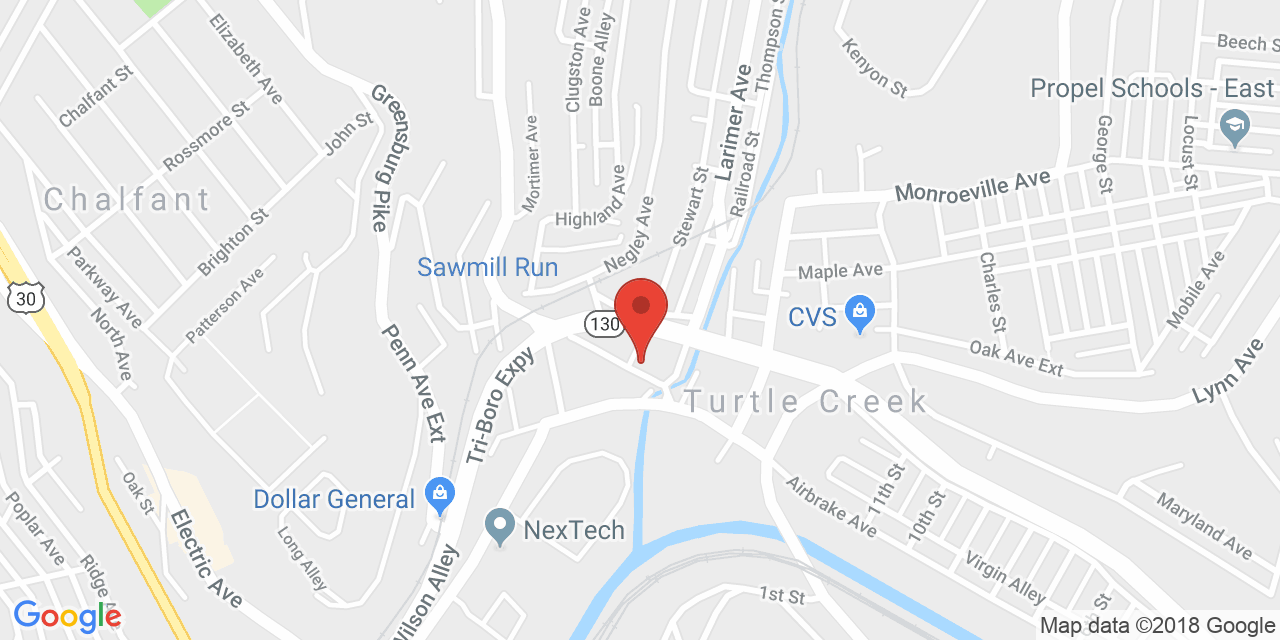 Elizabeth Ave
Clugston Ave
Boone Alley
Thompson S
Kenyon St
Beech S
Chalfant St
Greensburg Pike
Larimer Ave
Propel Schools - East
Rossmore St
John St
Mortimer Ave
Railroad St
George St
Locust St
Chalfant
Highland Ave
Stewart St
Monroeville Ave
Brighton St
Negley Ave
Parkway Ave
Sawmill Run
Maple Ave
Charles St
Mobile Ave
30
Patterson Ave
North Ave
130
CVS
Penn Ave Ext
Tri-Boro Expy
Oak Ave Ext
Lynn Ave
Turtle Creek
Oak St
Dollar General
Airbrake Ave
11th St
10th St
Maryland Ave
Poplar Ave
Electric Ave
Long Alley
NexTech
Virgin Alley
Ridge A
Wilson Alley
1st St
St
Google
Map data ©2018 Google